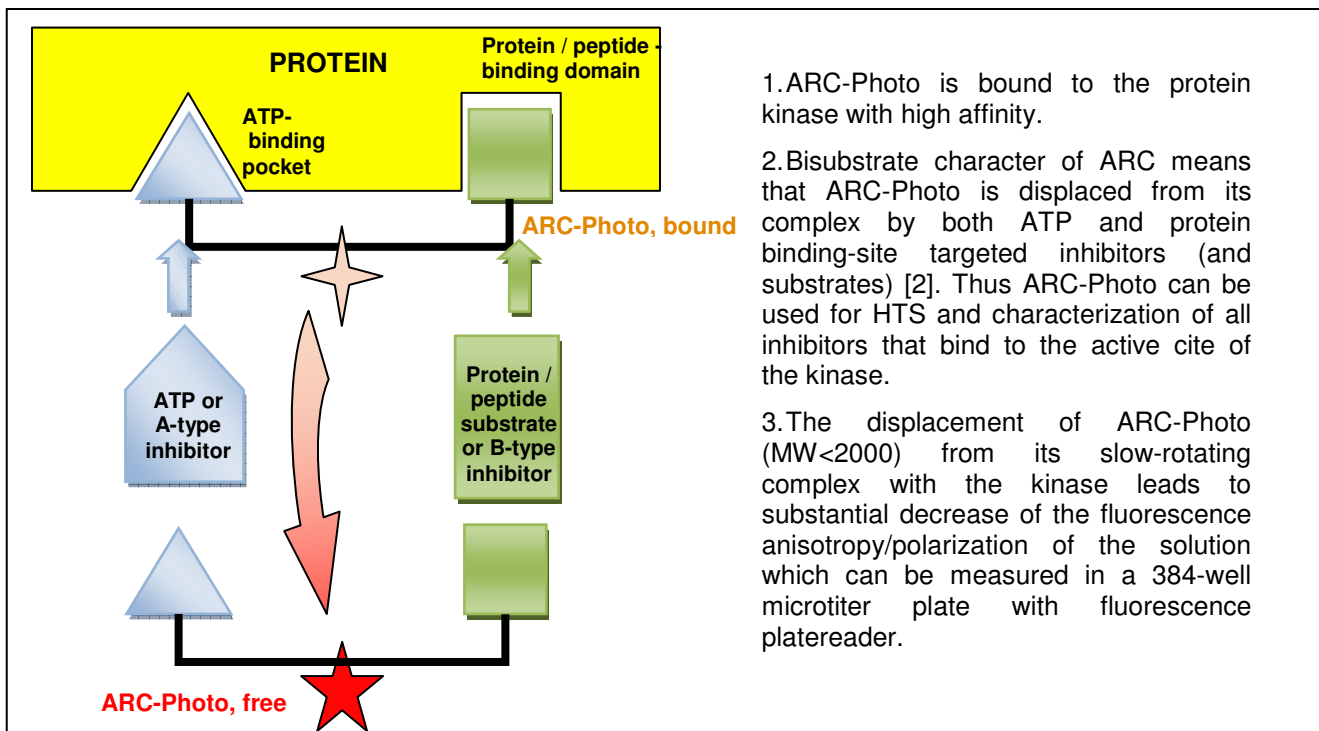 PROTEIN
Protein / peptide -
binding domain
ATP-
binding
pocket
ARC-Photo, bound
ATP or
A-type
inhibitor
Protein /
peptide
substrate
or B-type
inhibitor
ARC-Photo, free
1.ARC-Photo is bound to the protein
kinase with high affinity.
2.Bisubstrate character of ARC means
that ARC-Photo is displaced from its
complex by both ATP and protein
binding-site targeted inhibitors (and
substrates) [2]. Thus ARC-Photo can be
used for HTS and characterization of all
inhibitors that bind to the active cite of
the kinase.
3.The displacement of ARC-Photo
(MW<2000) from its slow-rotating
complex with the kinase leads to
substantial decrease of the fluorescence
anisotropy/polarization of the solution
which can be measured in a 384-well
microtiter plate with fluorescence
platereader.